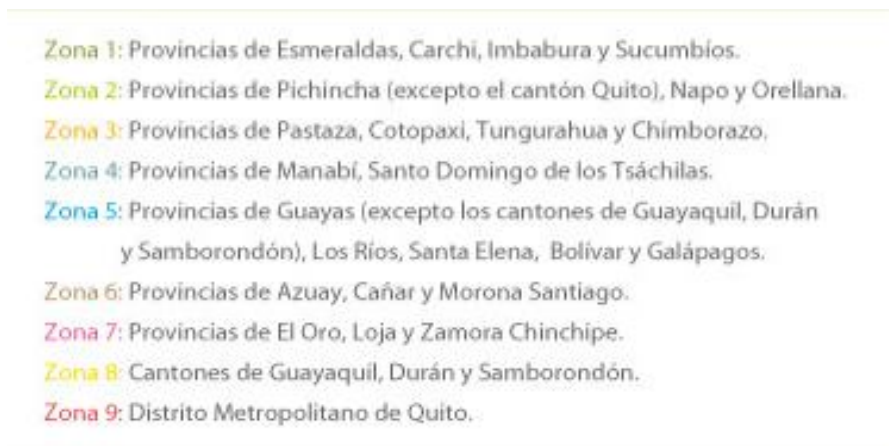 Zona 1: Provincias de Esmeraldas, Carchi, Imbabura y Sucumbíos.
Zona 2: Provincias de Pichincha (excepto el cantón Quito), Napo y Orellana.
Zona 3: Provincias de Pastaza, Cotopaxi, Tungurahua y Chimborazo.
Zona 4: Provincias de Manabí, Santo Domingo de los Tsáchilas.
Zona 5: Provincias de Guayas (excepto los cantones de Guayaquil, Durán
y Samborondón), Los Ríos, Santa Elena, Bolívar y Galápagos.
Zona 6: Provincias de Azuay, Cañar y Morona Santiago.
Zona 7: Provincias de El Oro, Loja y Zamora Chinchipe.
Zona 8: Cantones de Guayaquil, Durán y Samborondón.
Zona 9: Distrito Metropolitano de Quito.